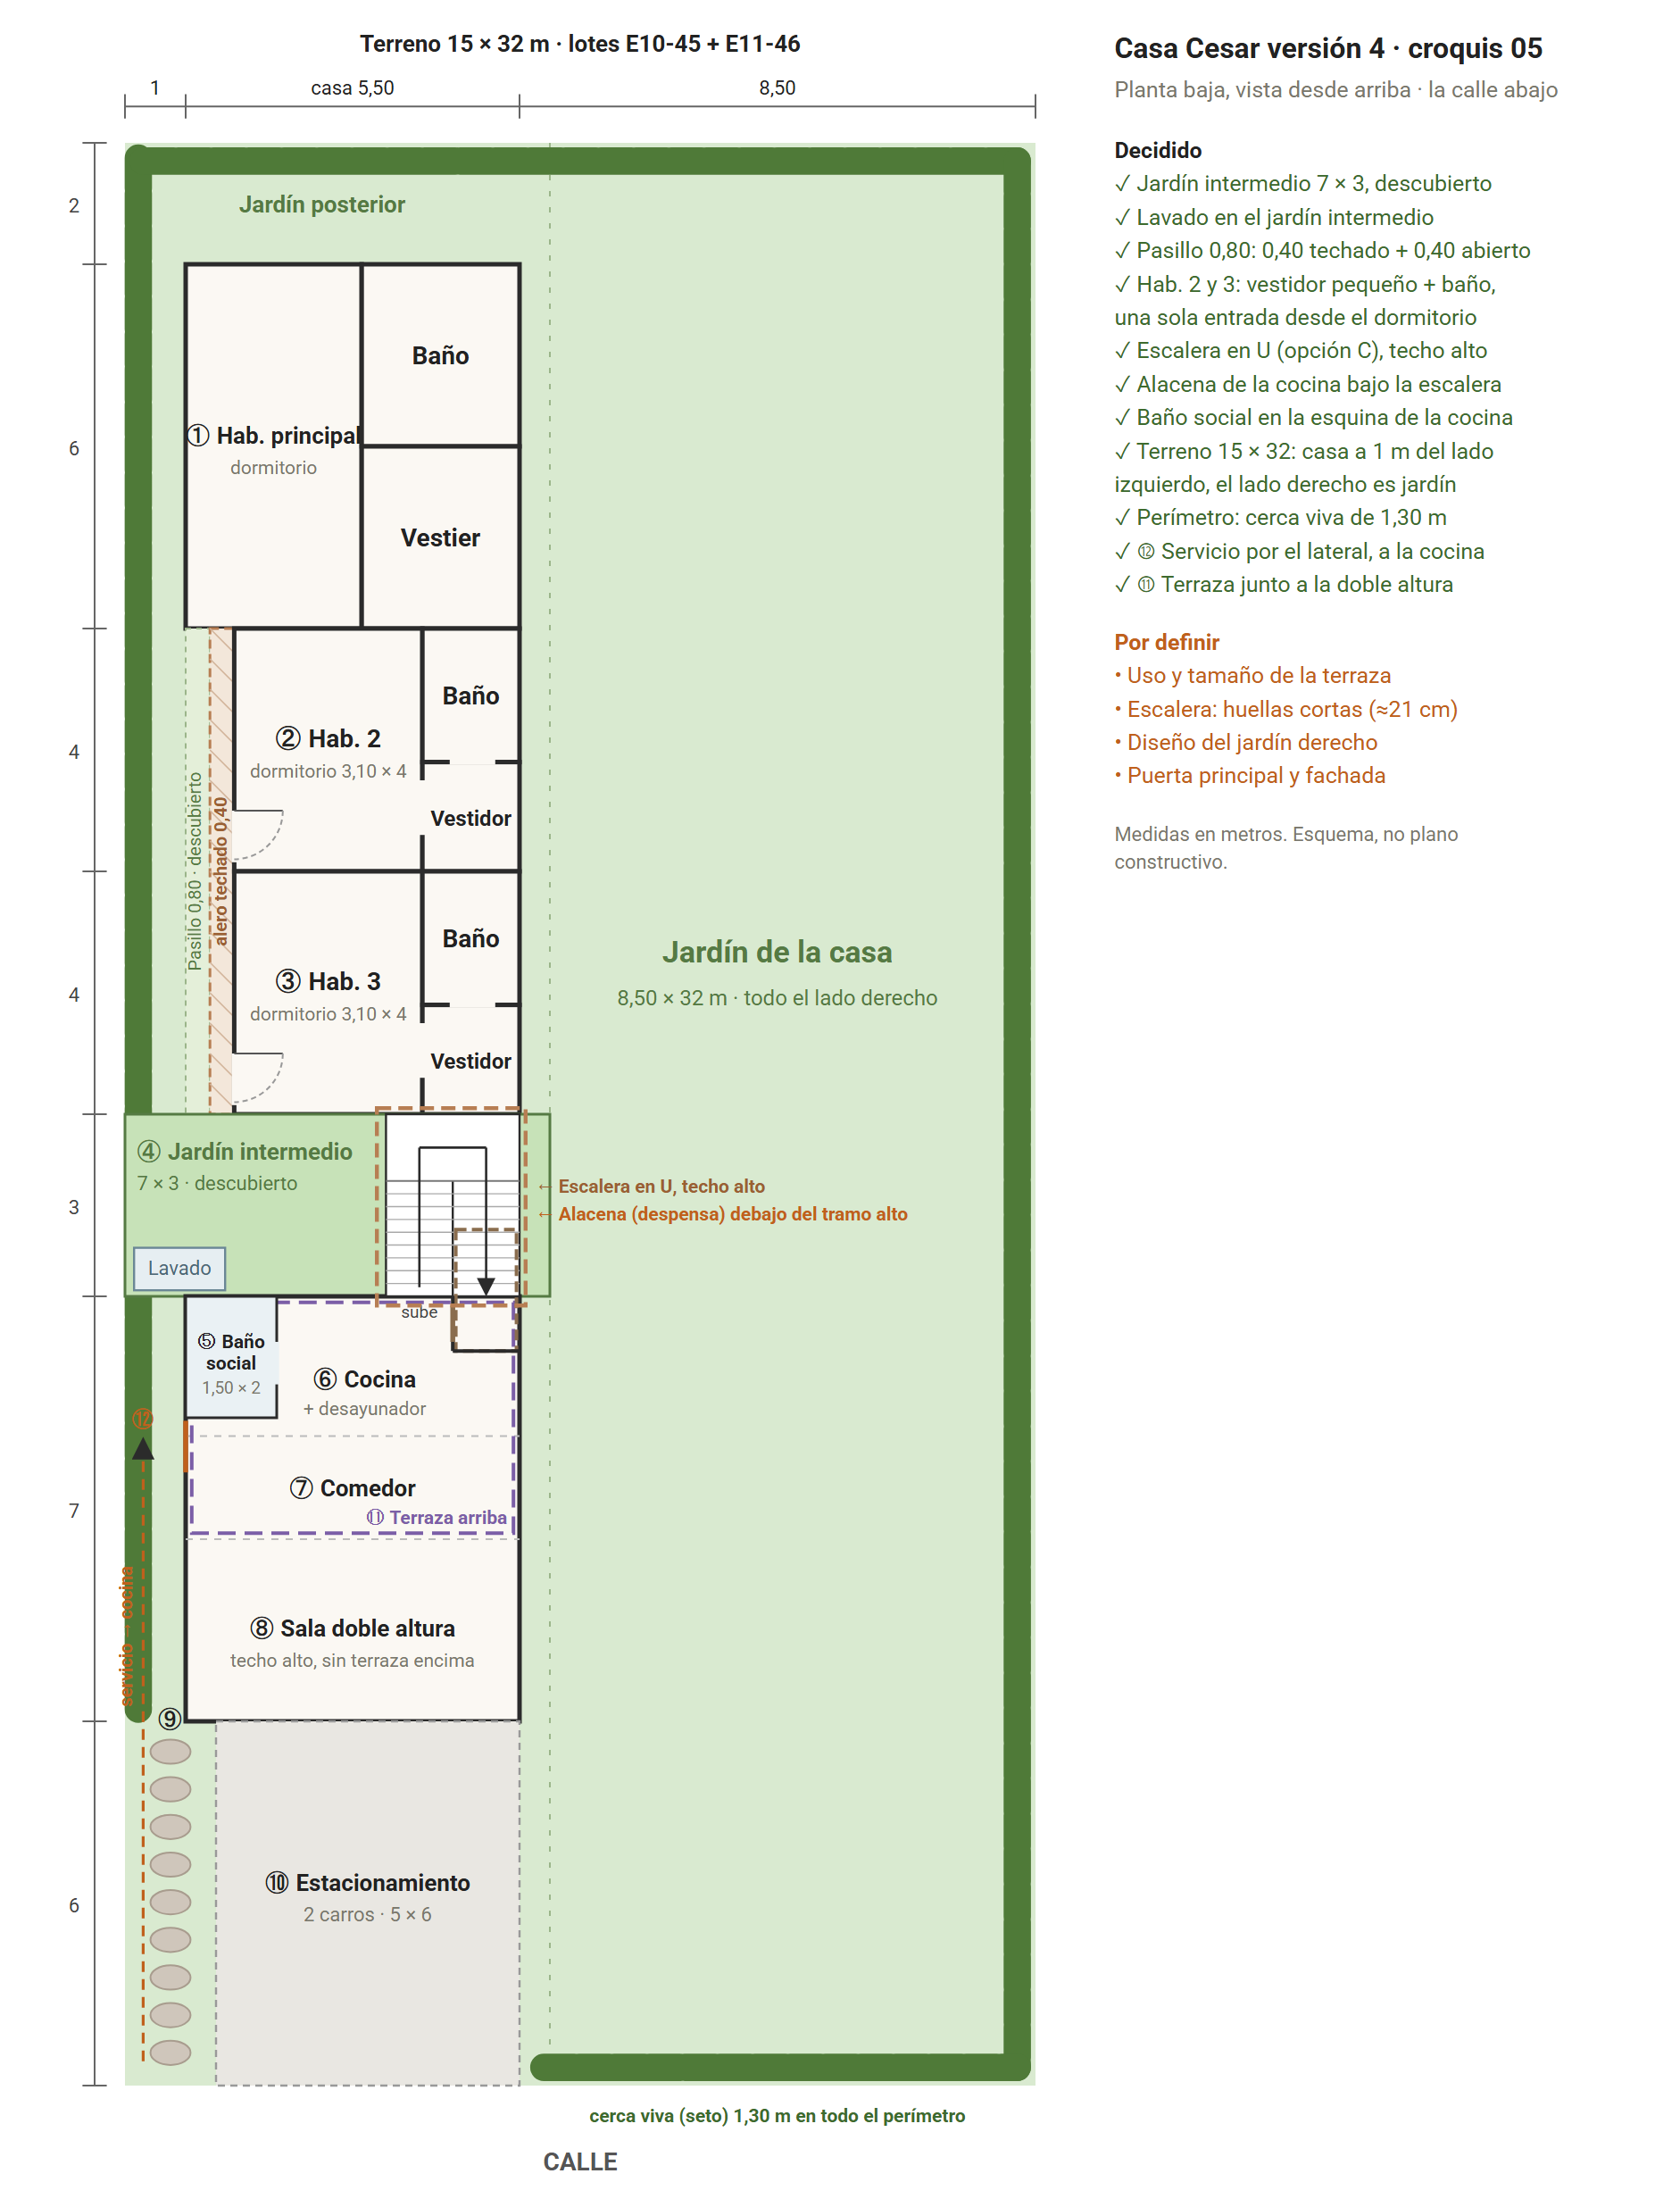 Terreno 15 × 32 m · lotes E10-45 + E11-46
1
casa 5,50
8,50
2
6
4
4
3
7
6
Jardín posterior
Baño
① Hab. principal
dormitorio
Vestier
Baño
② Hab. 2
dormitorio 3,10 × 4
Vestidor
Pasillo 0,80 · descubierto
alero techado 0,40
Baño
③ Hab. 3
dormitorio 3,10 × 4
Vestidor
Jardín de la casa
8,50 × 32 m · todo el lado derecho
④ Jardín intermedio
7 × 3 · descubierto
Lavado
← Escalera en U, techo alto
← Alacena (despensa) debajo del tramo alto
sube
⑤ Baño
social
1,50 × 2
⑥ Cocina
+ desayunador
⑫
⑦ Comedor
⑪ Terraza arriba
servicio → cocina
⑧ Sala doble altura
techo alto, sin terraza encima
⑨
⑩ Estacionamiento
2 carros · 5 × 6
cerca viva (seto) 1,30 m en todo el perímetro
CALLE
Casa Cesar versión 4 · croquis 05
Planta baja, vista desde arriba · la calle abajo
Decidido
✓ Jardín intermedio 7 × 3, descubierto
✓ Lavado en el jardín intermedio
✓ Pasillo 0,80: 0,40 techado + 0,40 abierto
✓ Hab. 2 y 3: vestidor pequeño + baño,
una sola entrada desde el dormitorio
✓ Escalera en U (opción C), techo alto
✓ Alacena de la cocina bajo la escalera
✓ Baño social en la esquina de la cocina
✓ Terreno 15 × 32: casa a 1 m del lado
izquierdo, el lado derecho es jardín
✓ Perímetro: cerca viva de 1,30 m
✓ ⑫ Servicio por el lateral, a la cocina
✓ ⑪ Terraza junto a la doble altura
Por definir
• Uso y tamaño de la terraza
• Escalera: huellas cortas (≈21 cm)
• Diseño del jardín derecho
• Puerta principal y fachada
Medidas en metros. Esquema, no plano
constructivo.